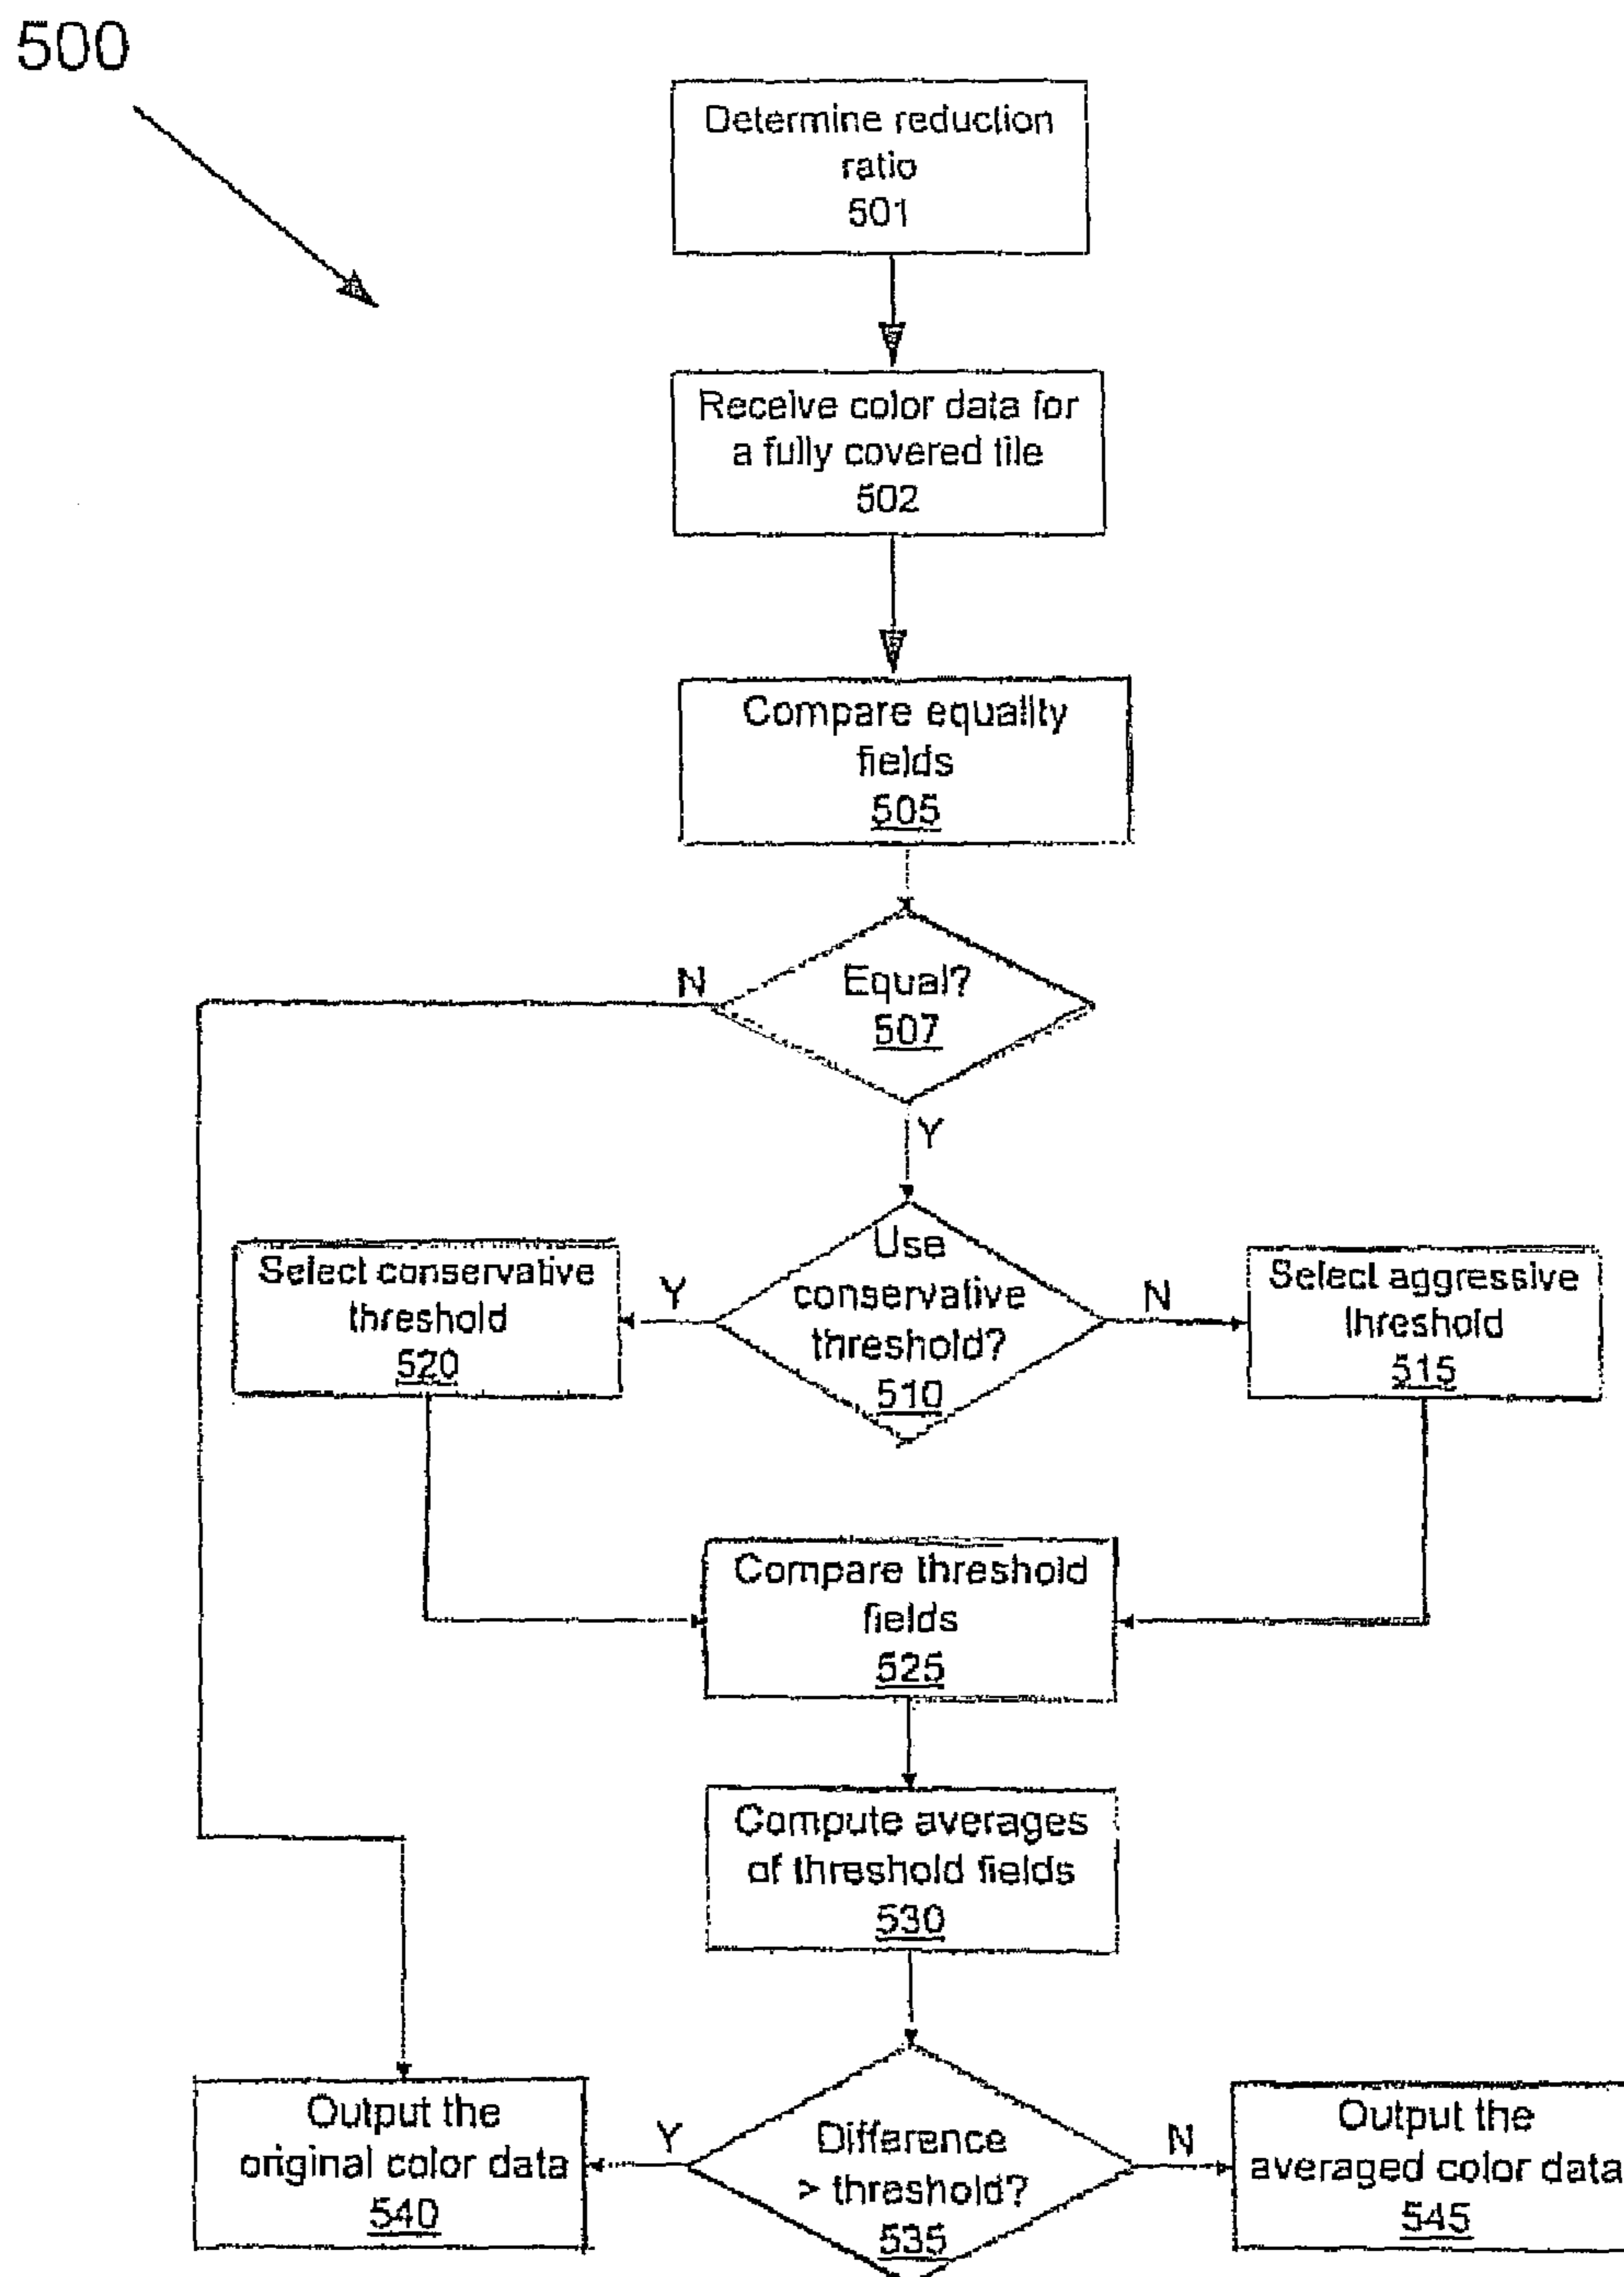 500
Determine reduction
ratio
501
Receive color data for
a fully covered tile
502
Compare equality
fields
505
N
Equal?
507
Y
Select conservative
threshold
520
Y
Use
conservative
threshold?
510
N
Select aggressive
threshold
515
Compare threshold
fields
525
Compute averages
of threshold fields
530
Output the
original color data
540
Y
Difference
> threshold?
535
N
Output the
averaged color data
545